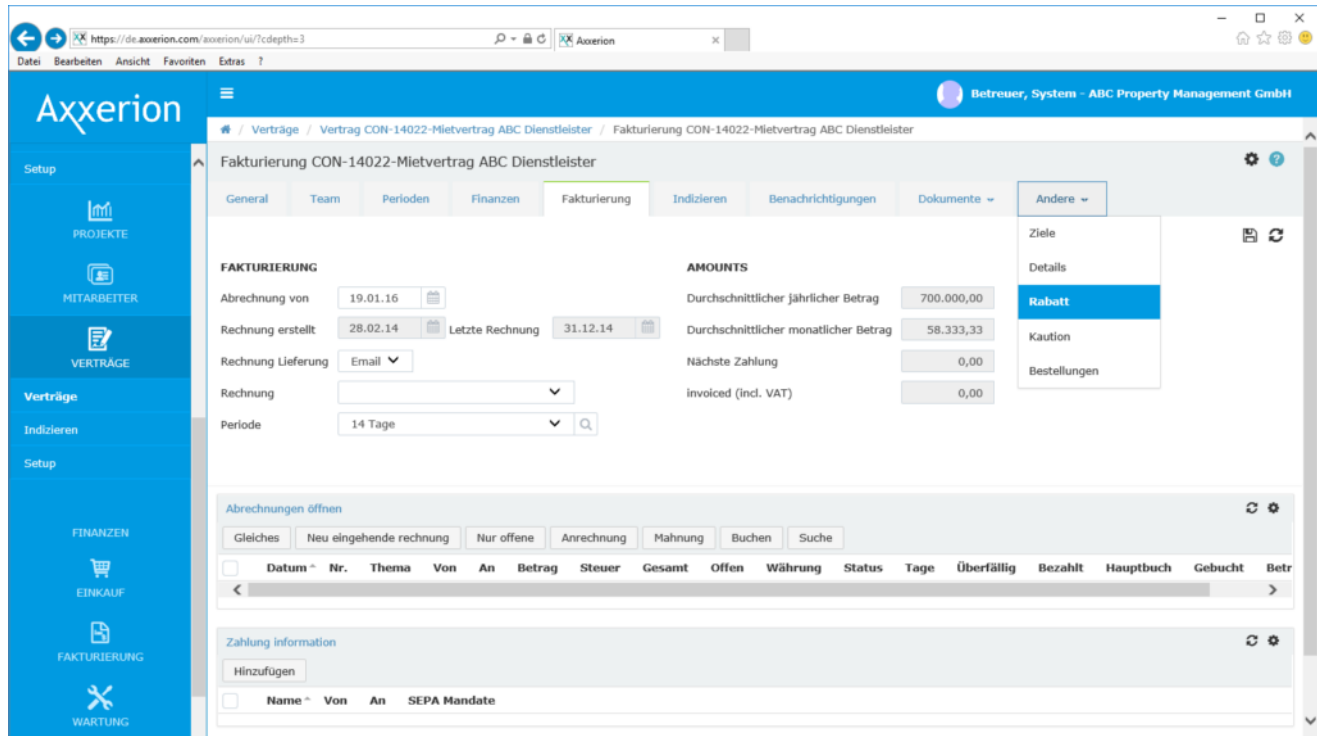 https://de.axxerion.com/axxerion/ui/?cdepth=3
Axxerion
Datei Bearbeiten Ansicht Favoriten Extras ?
Axxerion
Betreuer, System - ABC Property Management GmbH
/ Verträge / Vertrag CON-14022-Mietvertrag ABC Dienstleister / Fakturierung CON-14022-Mietvertrag ABC Dienstleister
Setup
PROJEKTE
MITARBEITER
VERTRÄGE
Verträge
Indizieren
Setup
FINANZEN
EINKAUF
FAKTURIERUNG
WARTUNG
Fakturierung CON-14022-Mietvertrag ABC Dienstleister
General Team Perioden Finanzen Fakturierung Indizieren Benachrichtigungen Dokumente Andere
Ziele
Details
Rabatt
Kaution
Bestellungen
FAKTURIERUNG
Abrechnung von 19.01.16
Rechnung erstellt 28.02.14 Letzte Rechnung 31.12.14
Rechnung Lieferung Email
Rechnung
Periode 14 Tage
AMOUNTS
Durchschnittlicher jährlicher Betrag 700.000,00
Durchschnittlicher monatlicher Betrag 58.333,33
Nächste Zahlung 0,00
invoiced (incl. VAT) 0,00
Abrechnungen öffnen
Gleiches Neu eingehende rechnung Nur offene Anrechnung Mahnung Buchen Suche
Datum Nr. Thema Von An Betrag Steuer Gesamt Offen Währung Status Tage Überfällig Bezahlt Hauptbuch Gebucht Betr
Zahlung information
Hinzufügen
Name Von An SEPA Mandate